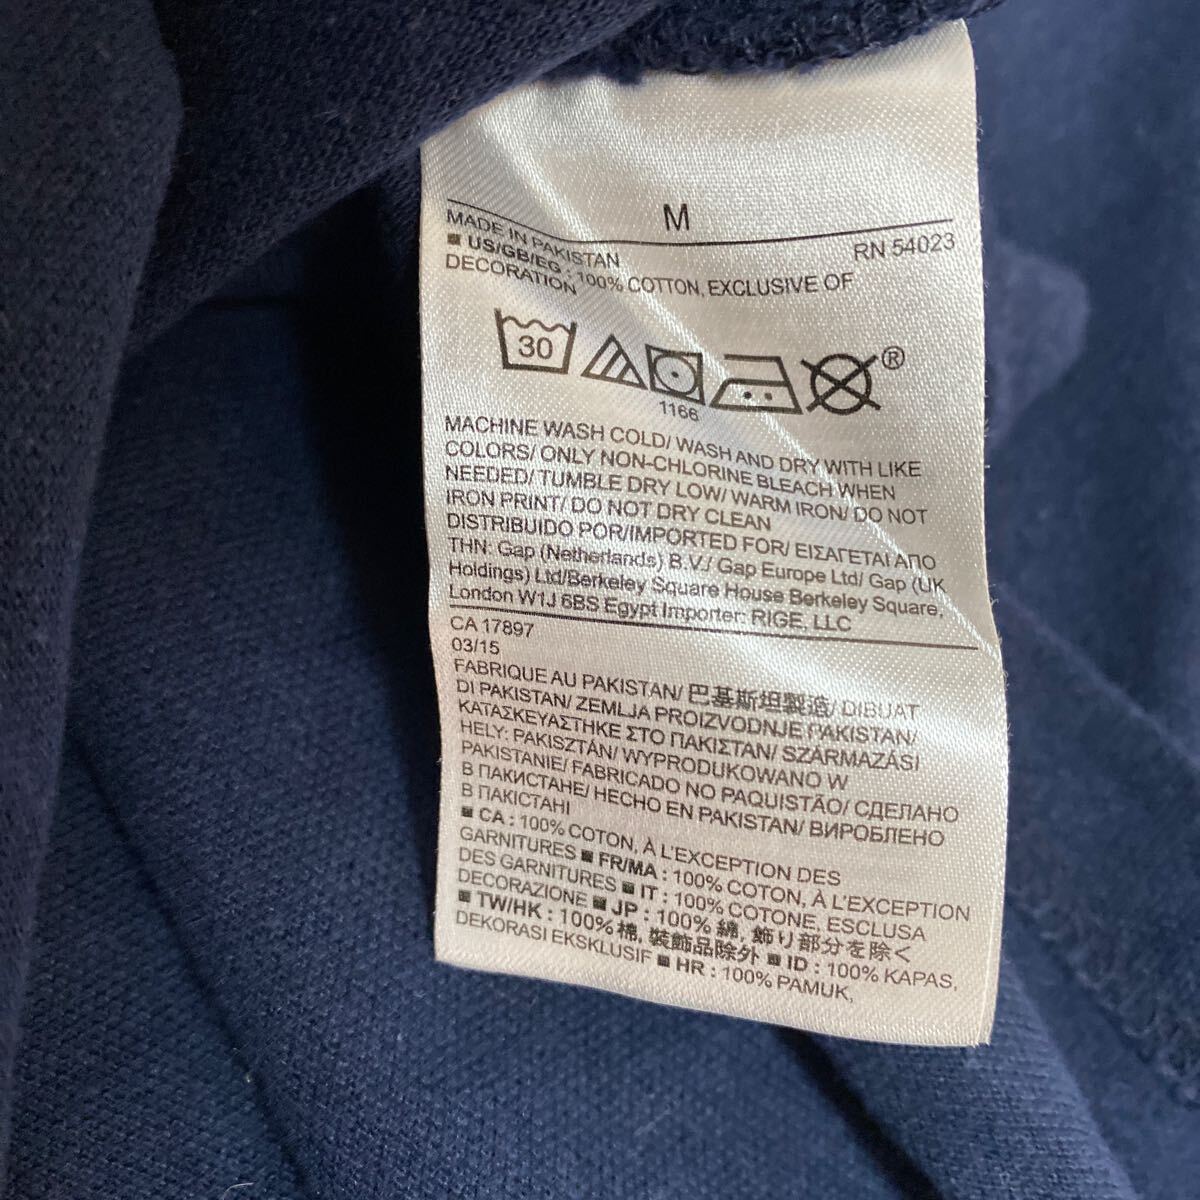 M
MADE IN PAKISTAN RN 54023
■ US/GB/EG : 100% COTTON, EXCLUSIVE OF
DECORATION
30
®
1166
MACHINE WASH COLD/ WASH AND DRY WITH LIKE
COLORS/ ONLY NON-CHLORINE BLEACH WHEN
NEEDED/ TUMBLE DRY LOW/ WARM IRON/ DO NOT
IRON PRINT/ DO NOT DRY CLEAN
DISTRIBUIDO POR/IMPORTED FOR/ ΕΙΣΑΓΕΤΑΙ ΑΠΟ
ΤΗΝ: Gap (Netherlands) B.V./ Gap Europe Ltd/ Gap (UK
Holdings) Ltd/Berkeley Square House Berkeley Square,
London W1J 6BS Egypt Importer: RIGE, LLC
CA 17897
03/15
FABRIQUE AU PAKISTAN/ 巴基斯坦製造/ DIBUAT
DI PAKISTAN/ ZEMLJA PROIZVODNJE PAKISTAN/
ΚΑΤΑΣΚΕΥΑΣΤΗΚΕ ΣΤΟ ΠΑΚΙΣΤΑΝ/ SZÁRMAZÁSI
HELY: PAKISZTÁN/ WYPRODUKOWANO W
PAKISTANIE/ FABRICADO NO PAQUISTÃO/ СДЕЛАНО
В ПАКИСТАНЕ/ HECHO EN PAKISTAN/ ВИРОБЛЕНО
В ПАКІСТАНІ
■ CA : 100% COTON, À L'EXCEPTION DES
GARNITURES ■ FR/MA : 100% COTON, À L'EXCEPTION
DES GARNITURES ■ IT : 100% COTONE, ESCLUSA
DECORAZIONE ■ JP : 100% 綿, 飾り部分を除く
■ TW/HK : 100% 棉, 裝飾品除外 ■ ID : 100% KAPAS,
DEKORASI EKSKLUSIF ■ HR : 100% PAMUK,